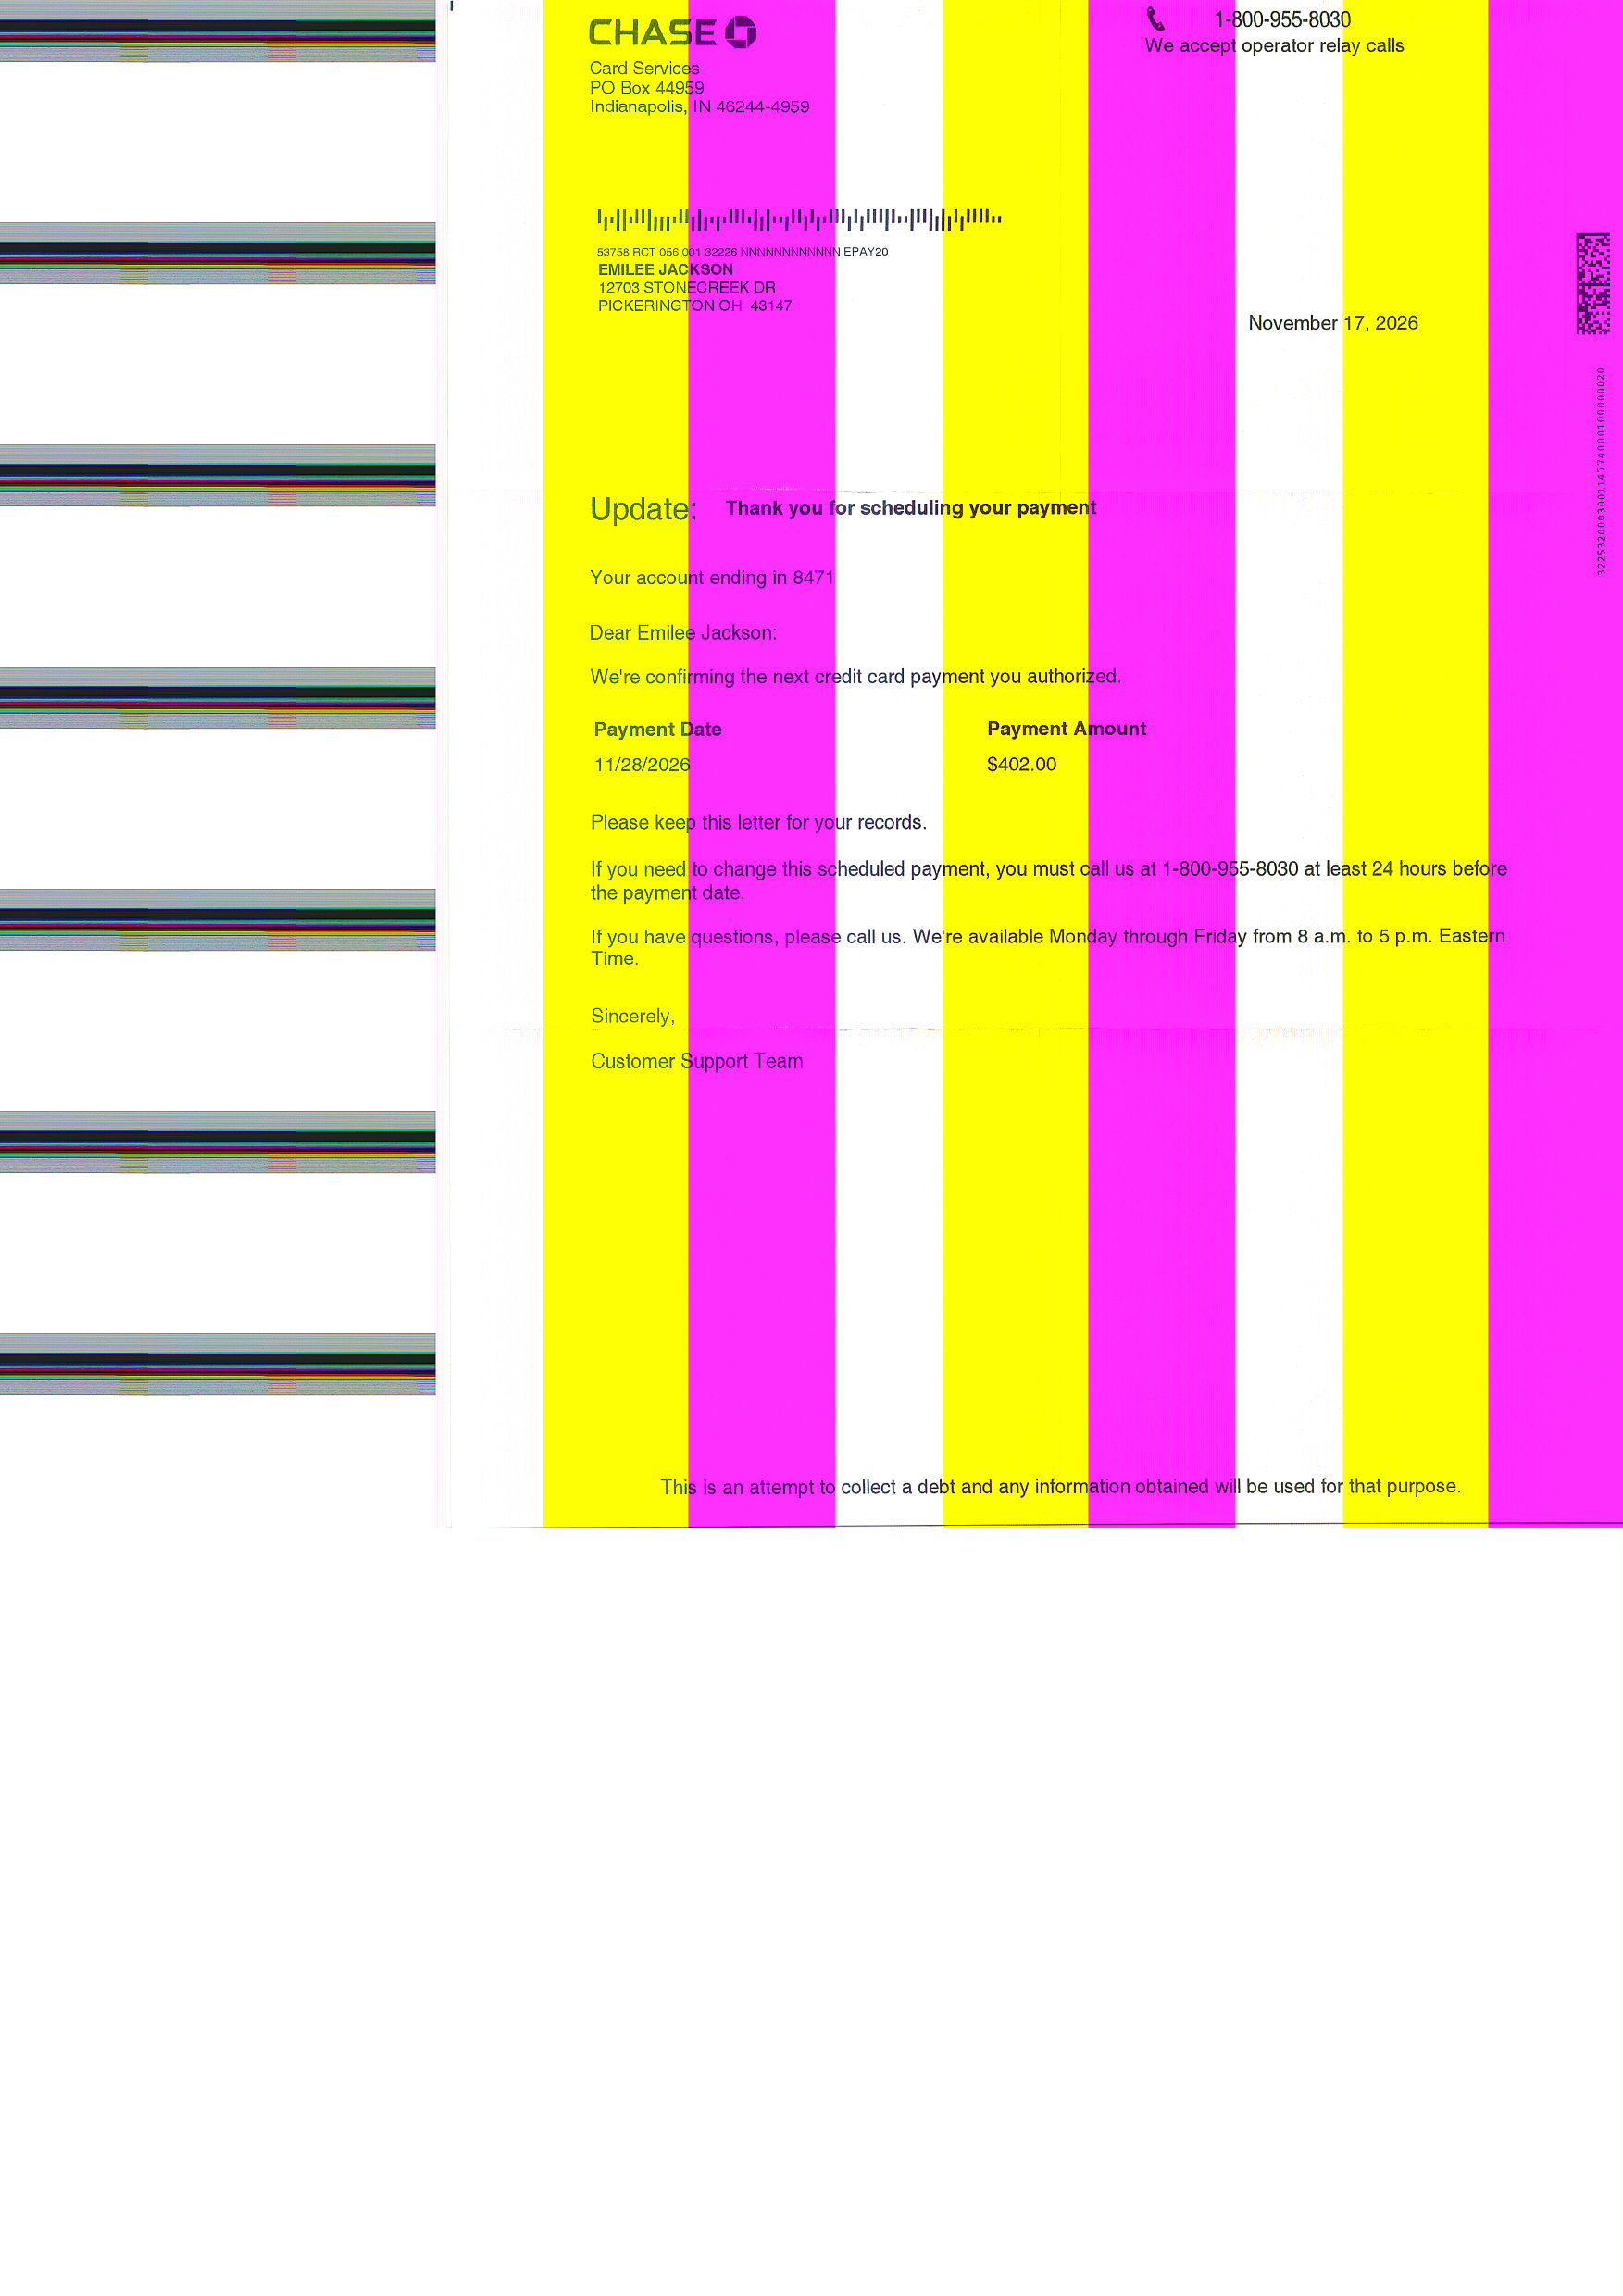 CHASE
Card Services
PO Box 44959
Indianapolis, IN 46244-4959
1-800-955-8030
We accept operator relay calls
53758 RCT 056 001 32226 NNNNNNNNNNNN EPAY20
EMILEE JACKSON
12703 STONECREEK DR
PICKERINGTON OH 43147
November 17, 2026
32253200030011477400010000000020
Update: Thank you for scheduling your payment
Your account ending in 8471
Dear Emilee Jackson:
We're confirming the next credit card payment you authorized.
Payment Date Payment Amount
11/28/2026 $402.00
Please keep this letter for your records.
If you need to change this scheduled payment, you must call us at 1-800-955-8030 at least 24 hours before
the payment date.
If you have questions, please call us. We're available Monday through Friday from 8 a.m. to 5 p.m. Eastern
Time.
Sincerely,
Customer Support Team
This is an attempt to collect a debt and any information obtained will be used for that purpose.